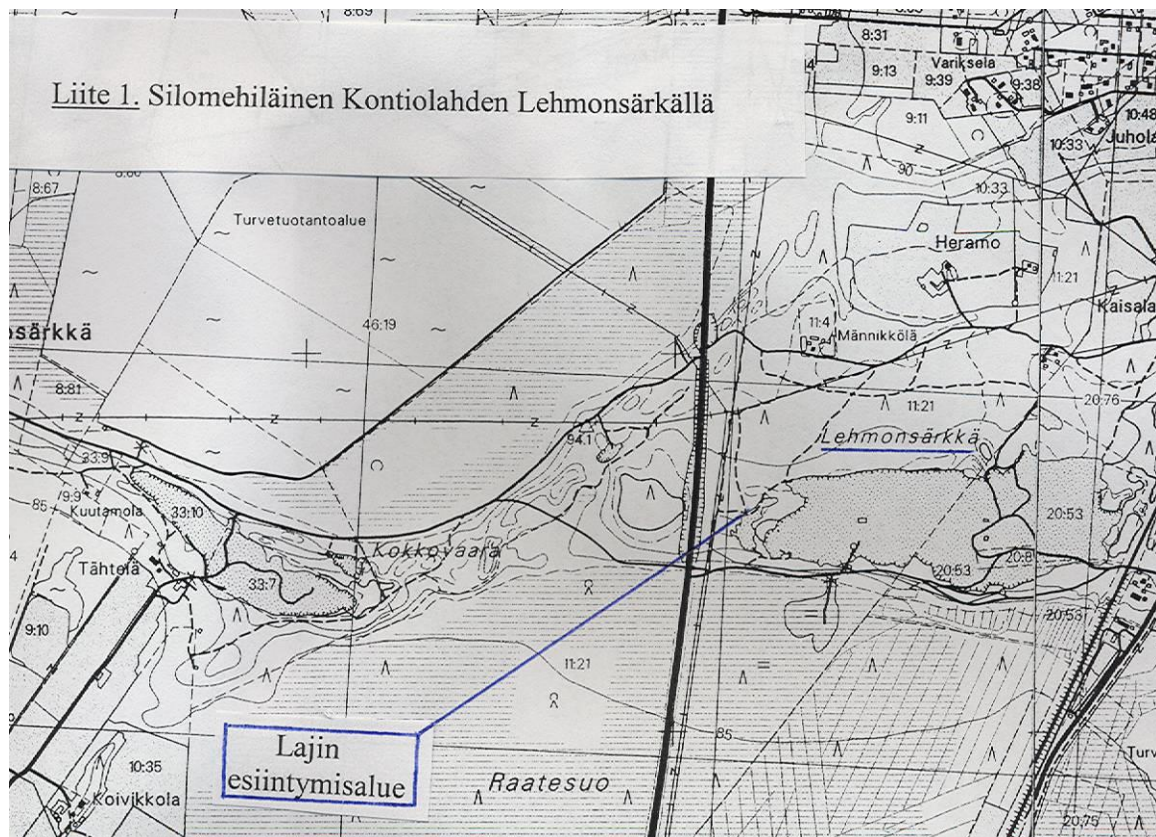 8:69
Liite 1. Silomehiläinen Kontiolahden Lehmonsärkällä
8:31
9:13
Variksela
9:39
9:38
9:11
10:48
Juhola
10:33
90
10:33
8:67
Turvetuotantoalue
Heramo
11:21
Kaisala
46:19
11:4
Männikkölä
osärkkä
8:81
11:21
20:76
94.1
Lehmonsärkkä
33:9
9:9
85
Kuutamola
33:10
Kokkovaara
20:53
Tähtelä
33:7
20:53
20:8
9:10
20:53
11:21
85
Lajin
esiintymisalue
10:35
Koivikkola
Raatesuo
Turv
20:75